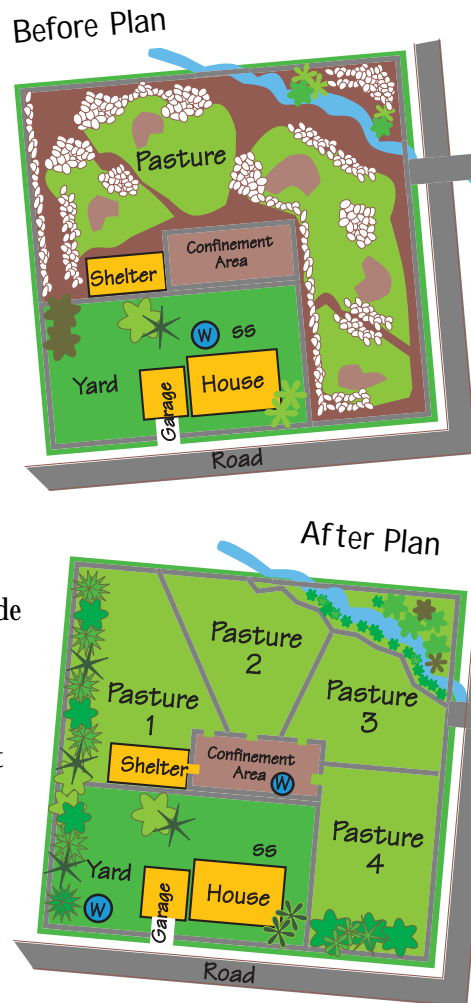 Before Plan
Pasture
Confinement
Area
Shelter
W
SS
Yard
House
Garage
Road
After Plan
de
Pasture
2
Pasture
3
Pasture
1
t
Confinement
Area
W
Shelter
Pasture
4
SS
Yard
W
Garage
House
Road